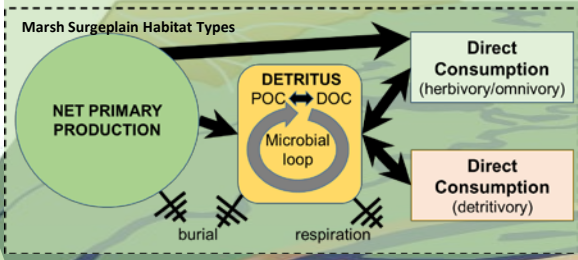 Marsh Surgeplain Habitat Types
NET PRIMARY
PRODUCTION
DETRITUS
POC DOC
Microbial
loop
Direct
Consumption
(herbivory/omnivory)
Direct
Consumption
(detritivory)
burial
respiration